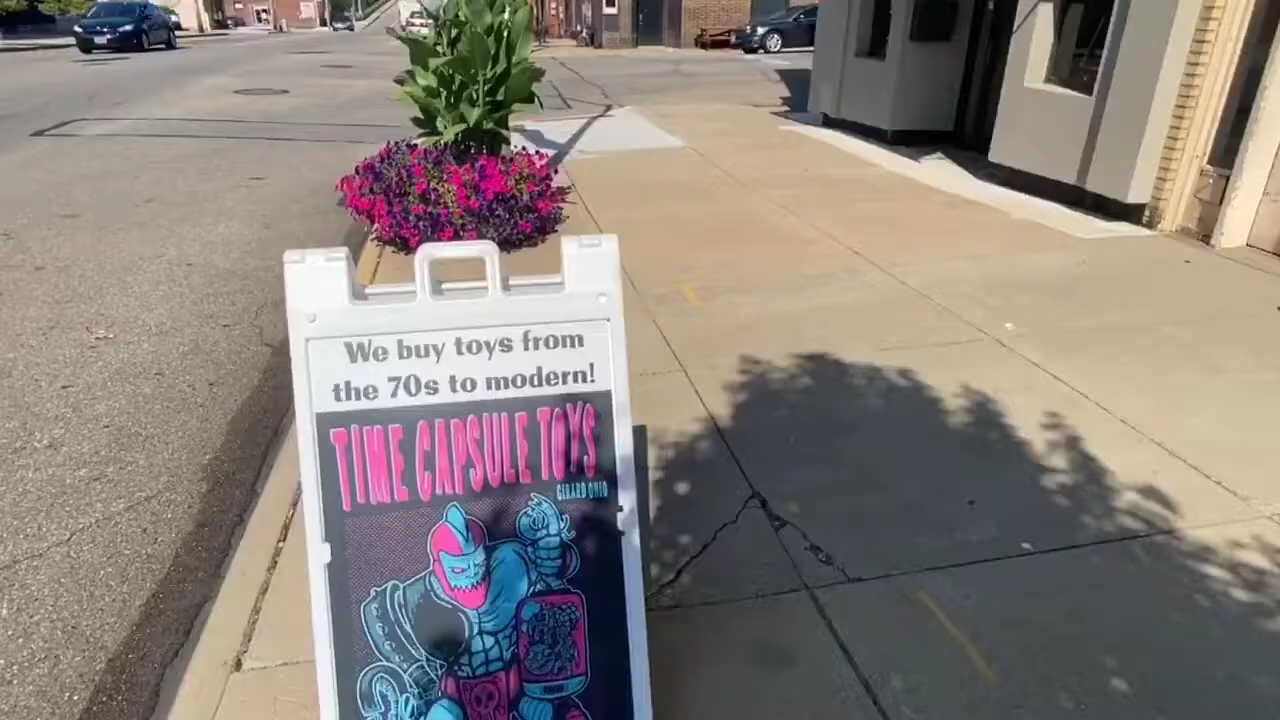 We buy toys from
the 70s to modern!
TIME CAPSULE TOYS
GIRARD OHIO